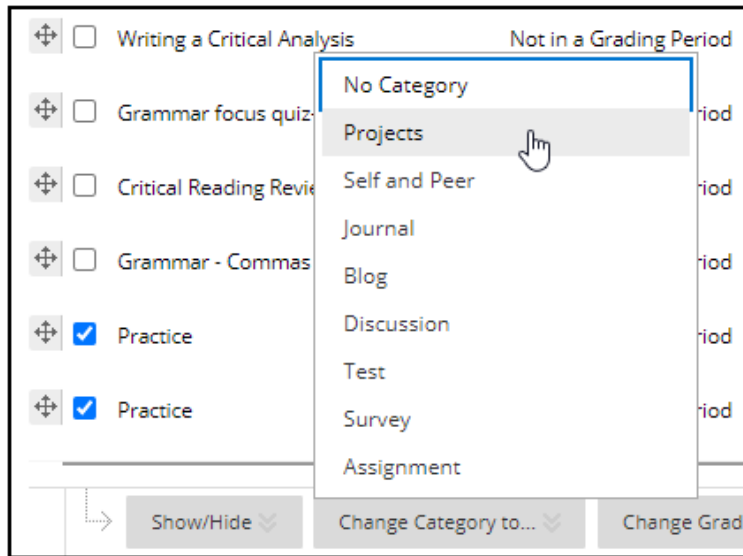 Writing a Critical Analysis Not in a Grading Period
No Category
Grammar focus quiz- iod
Projects
Self and Peer
Critical Reading Revie iod
Journal
Grammar - Commas iod
Blog
Discussion
Practice iod
Test
Practice iod
Survey
Assignment
Show/Hide Change Category to... Change Grad